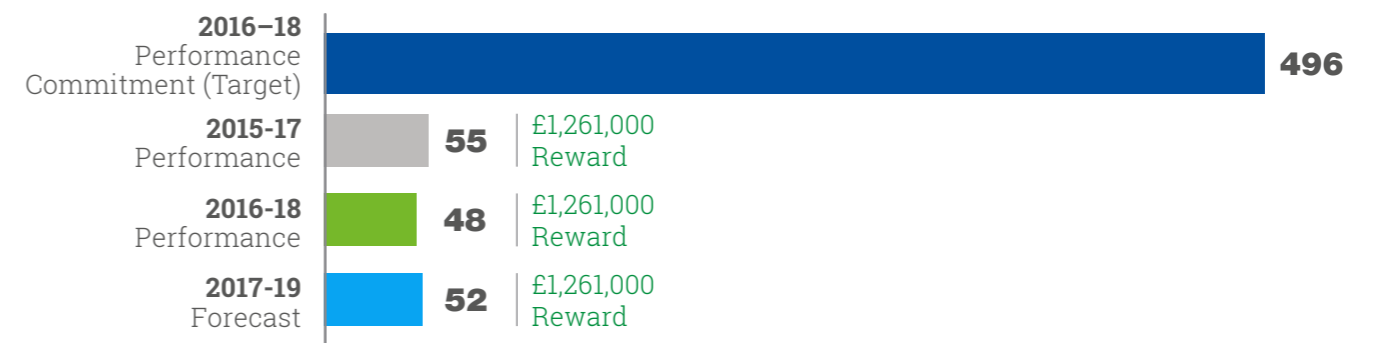 2016–18
Performance
Commitment (Target)
496
2015-17
Performance
55
£1,261,000
Reward
2016-18
Performance
48
£1,261,000
Reward
2017-19
Forecast
52
£1,261,000
Reward